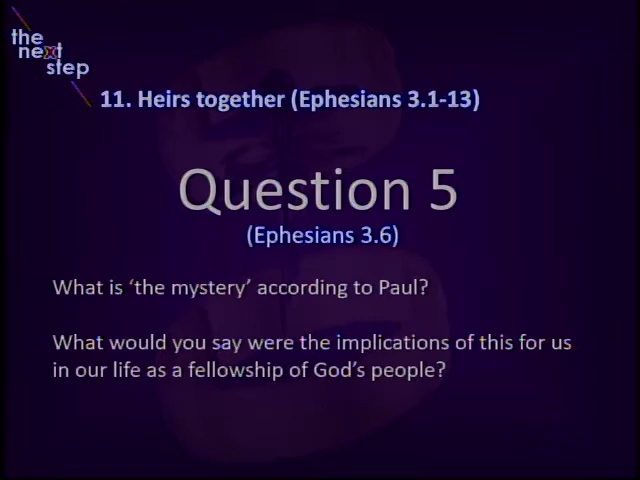 the
next
step
11. Heirs together (Ephesians 3.1-13)
Question 5
(Ephesians 3.6)
What is ‘the mystery’ according to Paul?
What would you say were the implications of this for us
in our life as a fellowship of God’s people?